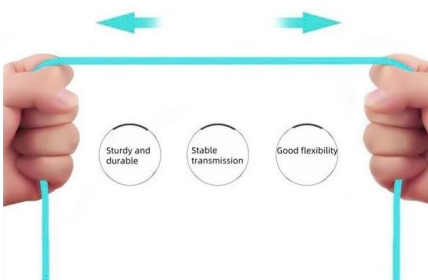 Sturdy and
durable
Stable
transmission
Good flexibility